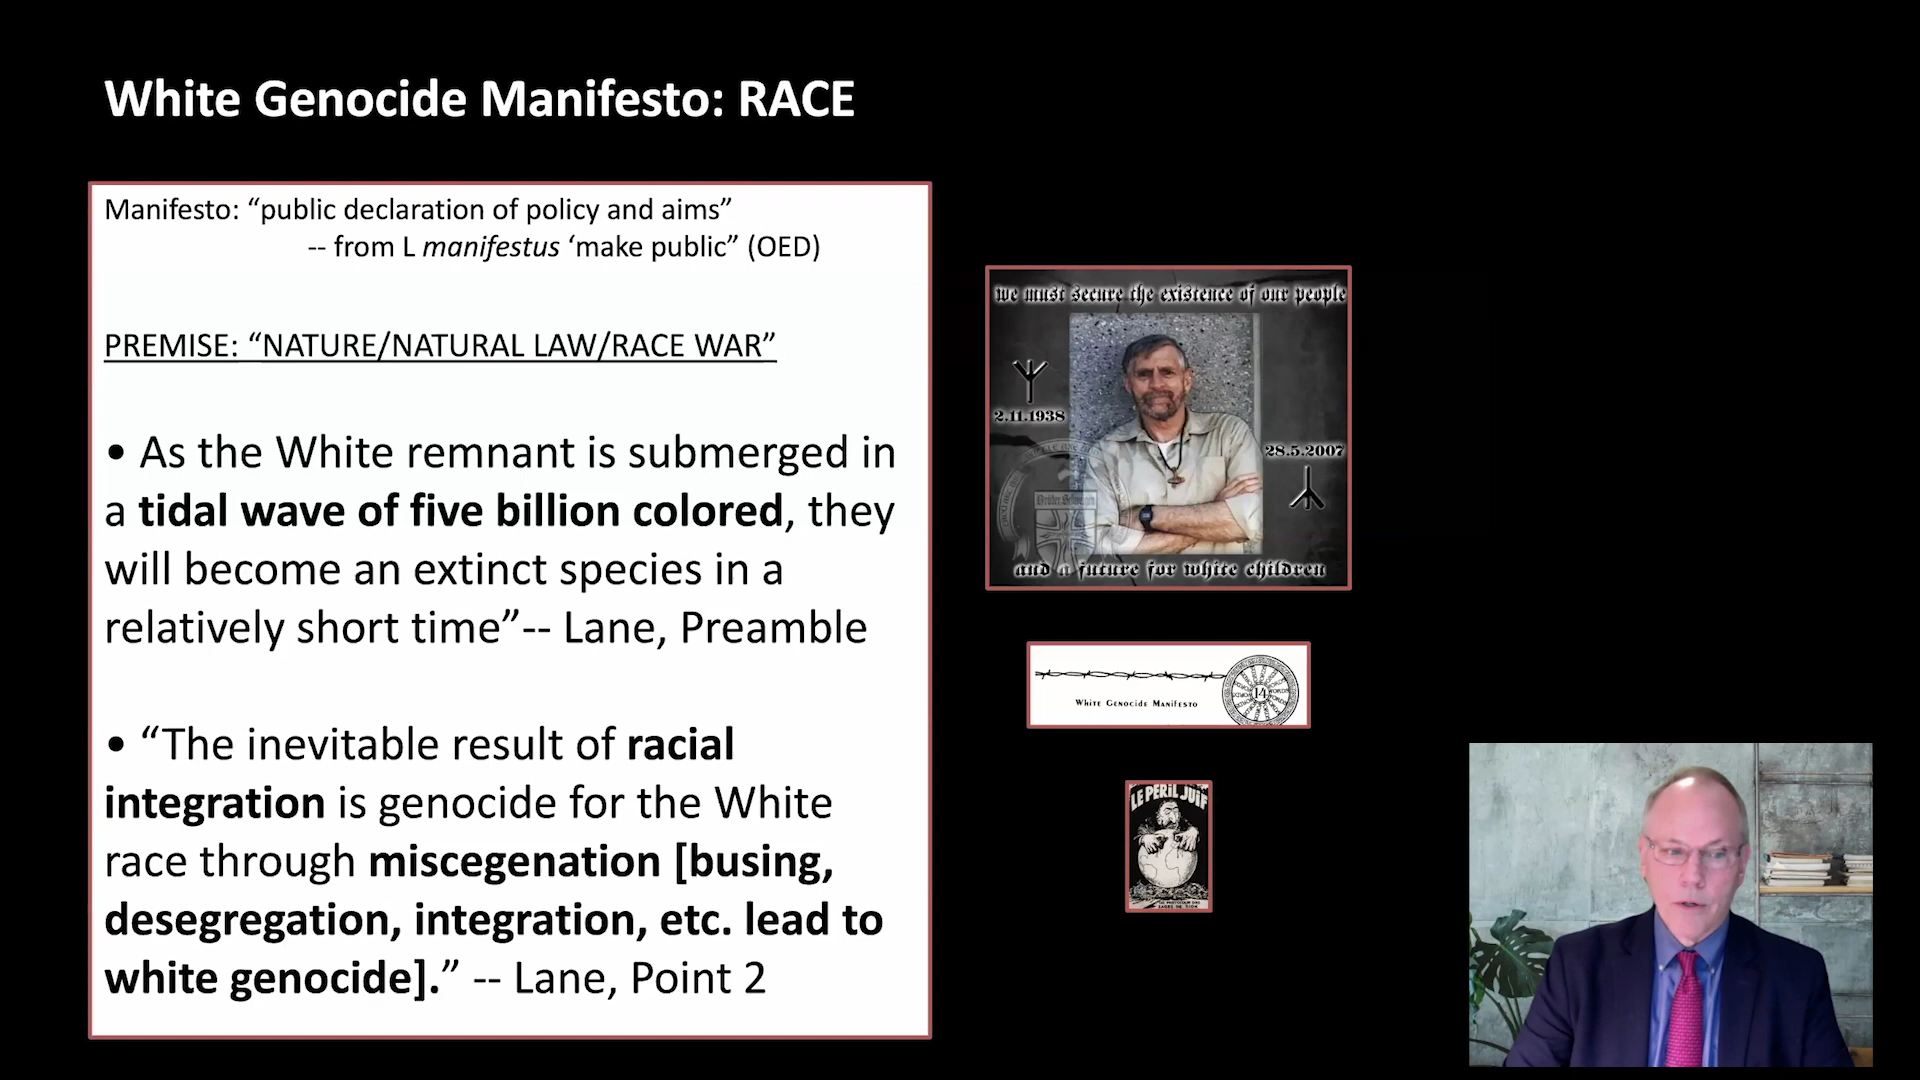 White Genocide Manifesto: RACE
Manifesto: “public declaration of policy and aims”
-- from L manifestus ‘make public” (OED)
PREMISE: “NATURE/NATURAL LAW/RACE WAR”
• As the White remnant is submerged in
a tidal wave of five billion colored, they
will become an extinct species in a
relatively short time”-- Lane, Preamble
• “The inevitable result of racial
integration is genocide for the White
race through miscegenation [busing,
desegregation, integration, etc. lead to
white genocide].” -- Lane, Point 2
we must secure the existence of our people
2.11.1938
28.5.2007
and a future for white children
White Genocide Manifesto
14
WORDS
LE PERIL JUIF